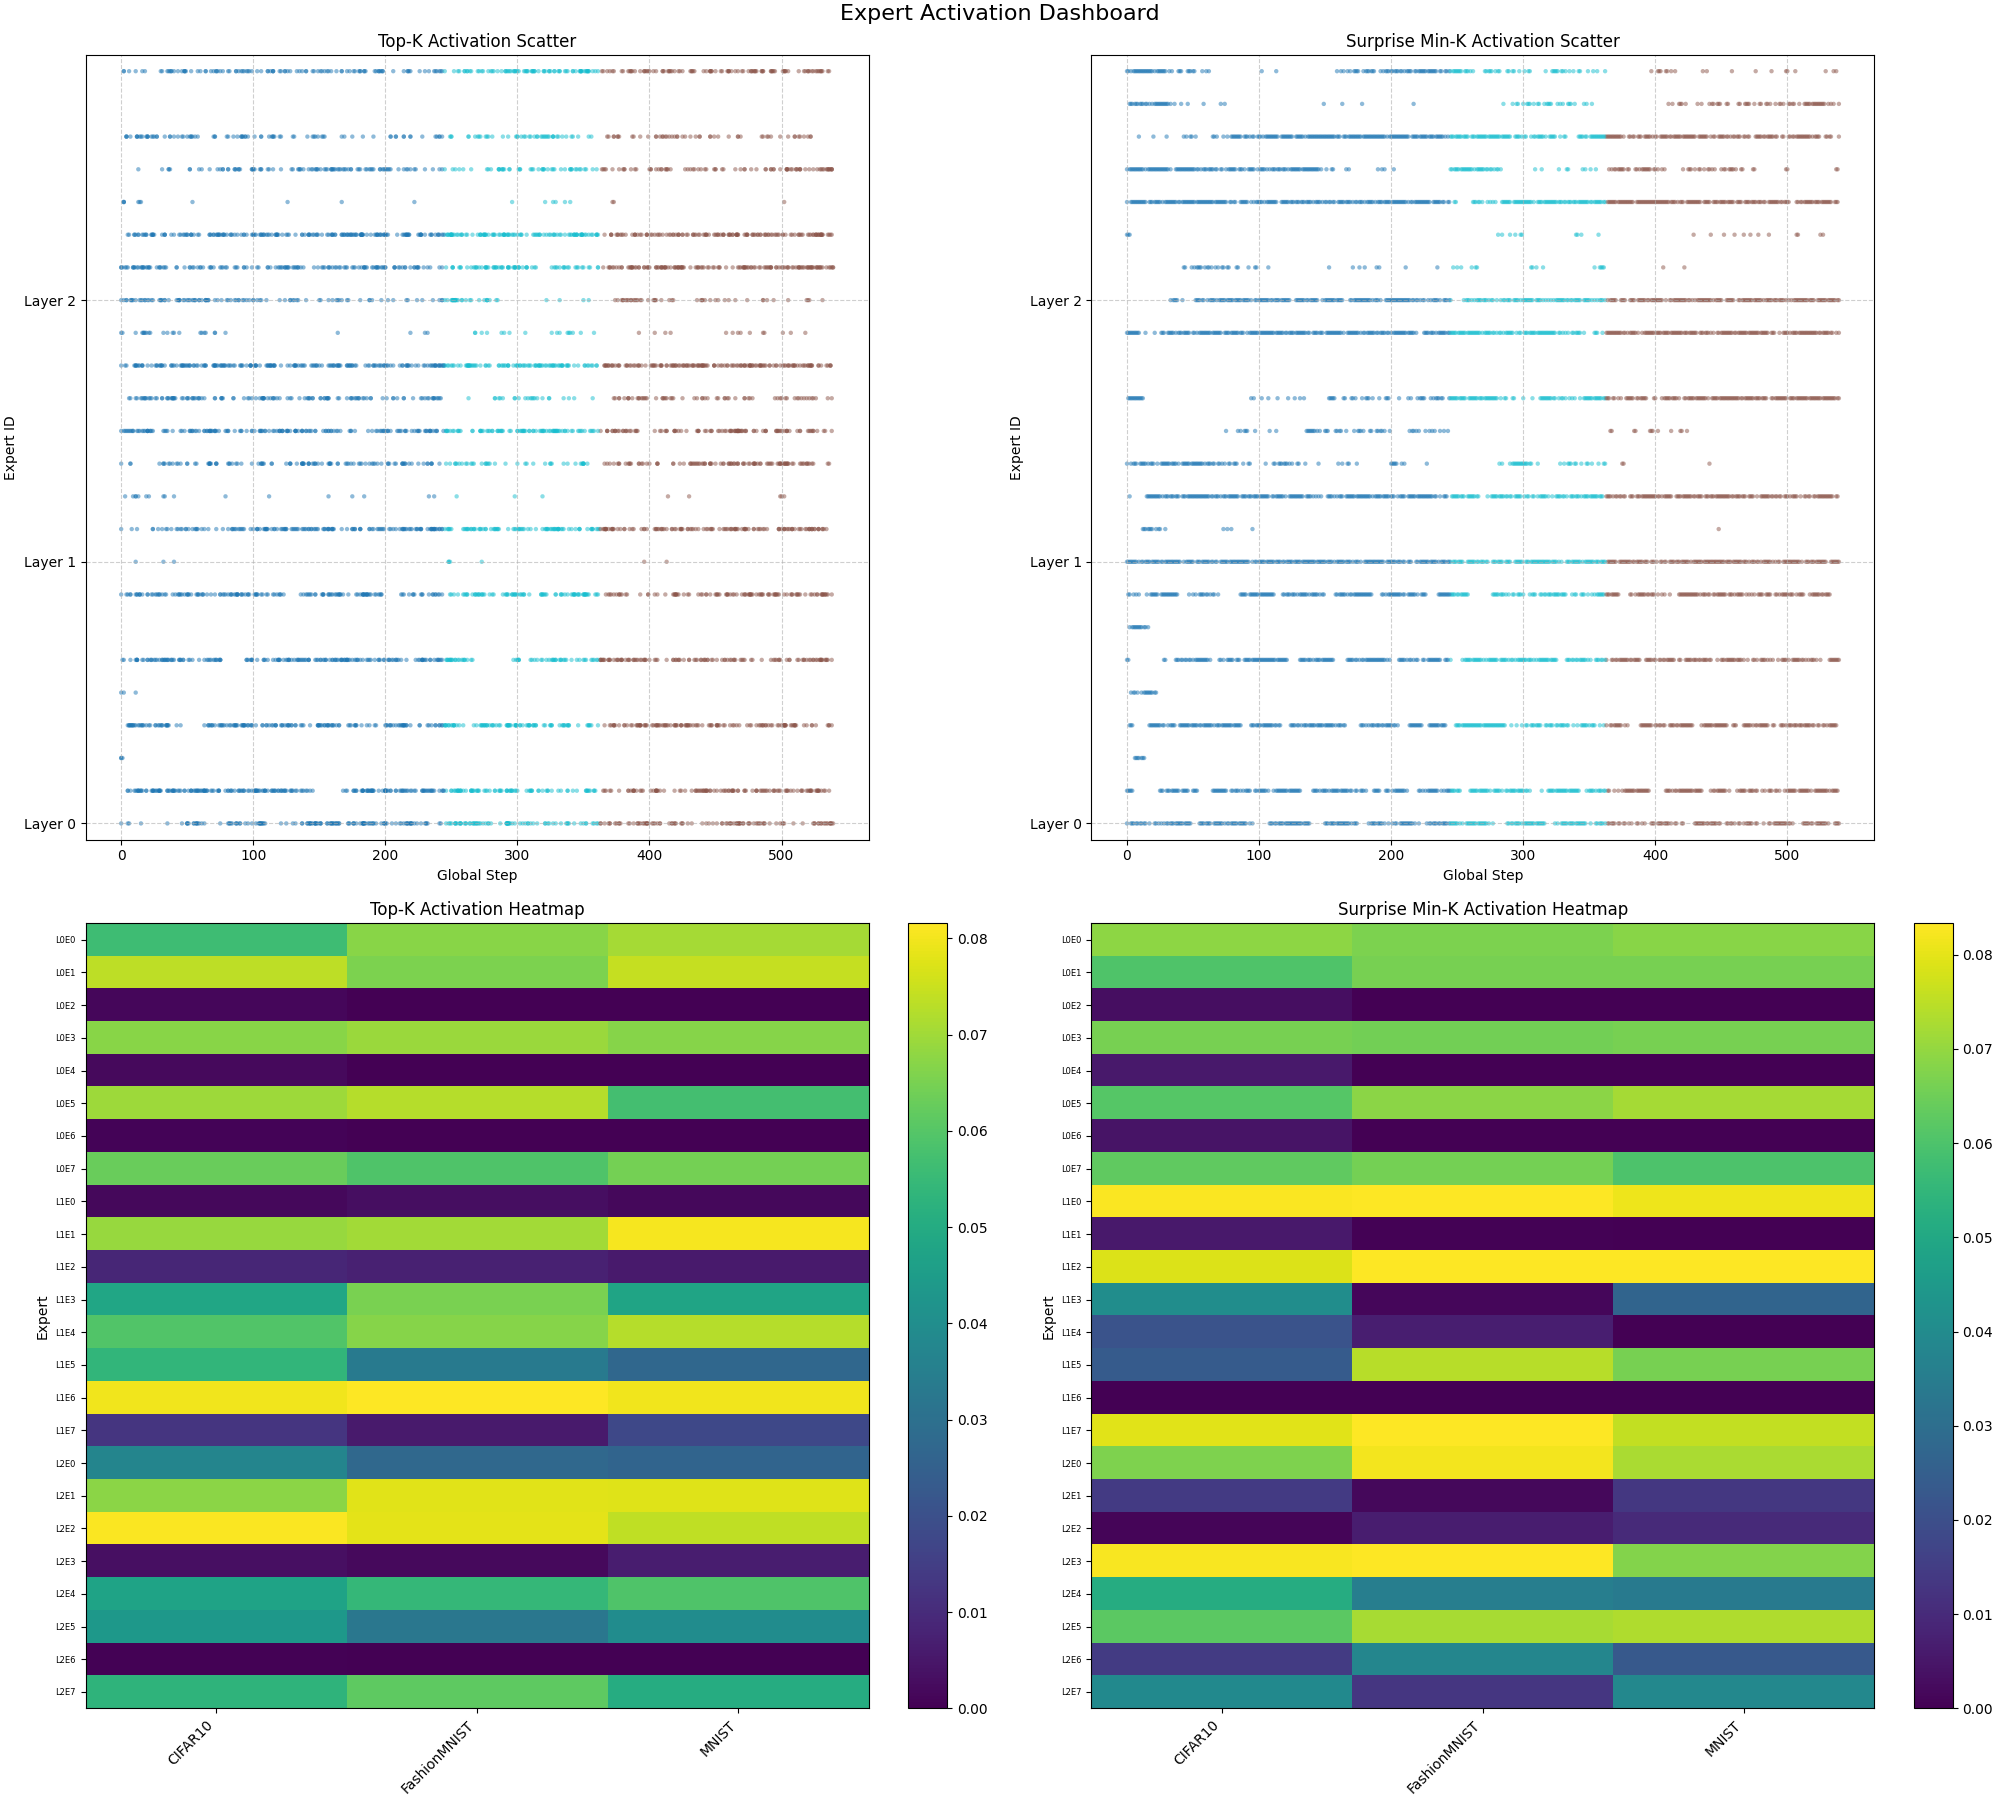 Expert Activation Dashboard
Top-K Activation Scatter
Expert ID
Layer 2
Layer 1
Layer 0
0 100 200 300 400 500
Global Step
Surprise Min-K Activation Scatter
Expert ID
Layer 2
Layer 1
Layer 0
0 100 200 300 400 500
Global Step
Top-K Activation Heatmap
Expert
L0E0
L0E1
L0E2
L0E3
L0E4
L0E5
L0E6
L0E7
L1E0
L1E1
L1E2
L1E3
L1E4
L1E5
L1E6
L1E7
L2E0
L2E1
L2E2
L2E3
L2E4
L2E5
L2E6
L2E7
CIFAR10
FashionMNIST
MNIST
0.08
0.07
0.06
0.05
0.04
0.03
0.02
0.01
0.00
Surprise Min-K Activation Heatmap
Expert
L0E0
L0E1
L0E2
L0E3
L0E4
L0E5
L0E6
L0E7
L1E0
L1E1
L1E2
L1E3
L1E4
L1E5
L1E6
L1E7
L2E0
L2E1
L2E2
L2E3
L2E4
L2E5
L2E6
L2E7
CIFAR10
FashionMNIST
MNIST
0.08
0.07
0.06
0.05
0.04
0.03
0.02
0.01
0.00